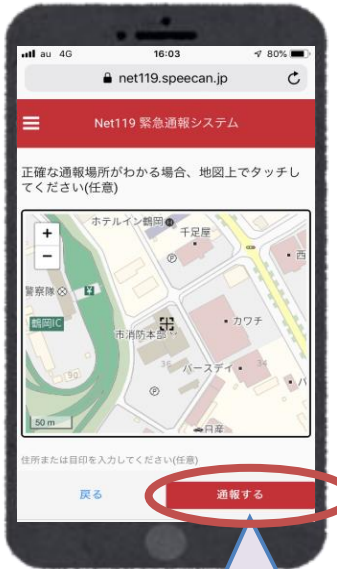 au 4G 16:03 80%
net119.speecan.jp
Net119 緊急通報システム
正確な通報場所がわかる場合、地図上でタッチし
てください(任意)
+
−
ホテルイン鶴岡
千足屋
西
P
警察隊
鶴岡IC
市消防本部
カワチ
36
34
バースデイ
P
日産
50 m
住所または目印を入力してください(任意)
戻る
通報する